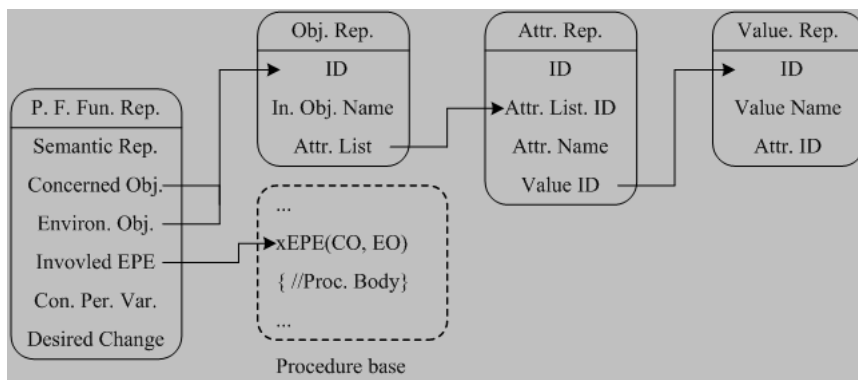 P. F. Fun. Rep.
Semantic Rep.
Concerned Obj.
Environ. Obj.
Invovled EPE
Con. Per. Var.
Desired Change
Obj. Rep.
ID
In. Obj. Name
Attr. List
...
xEPE(CO, EO)
{ //Proc. Body}
...
Procedure base
Attr. Rep.
ID
Attr. List. ID
Attr. Name
Value ID
Value. Rep.
ID
Value Name
Attr. ID